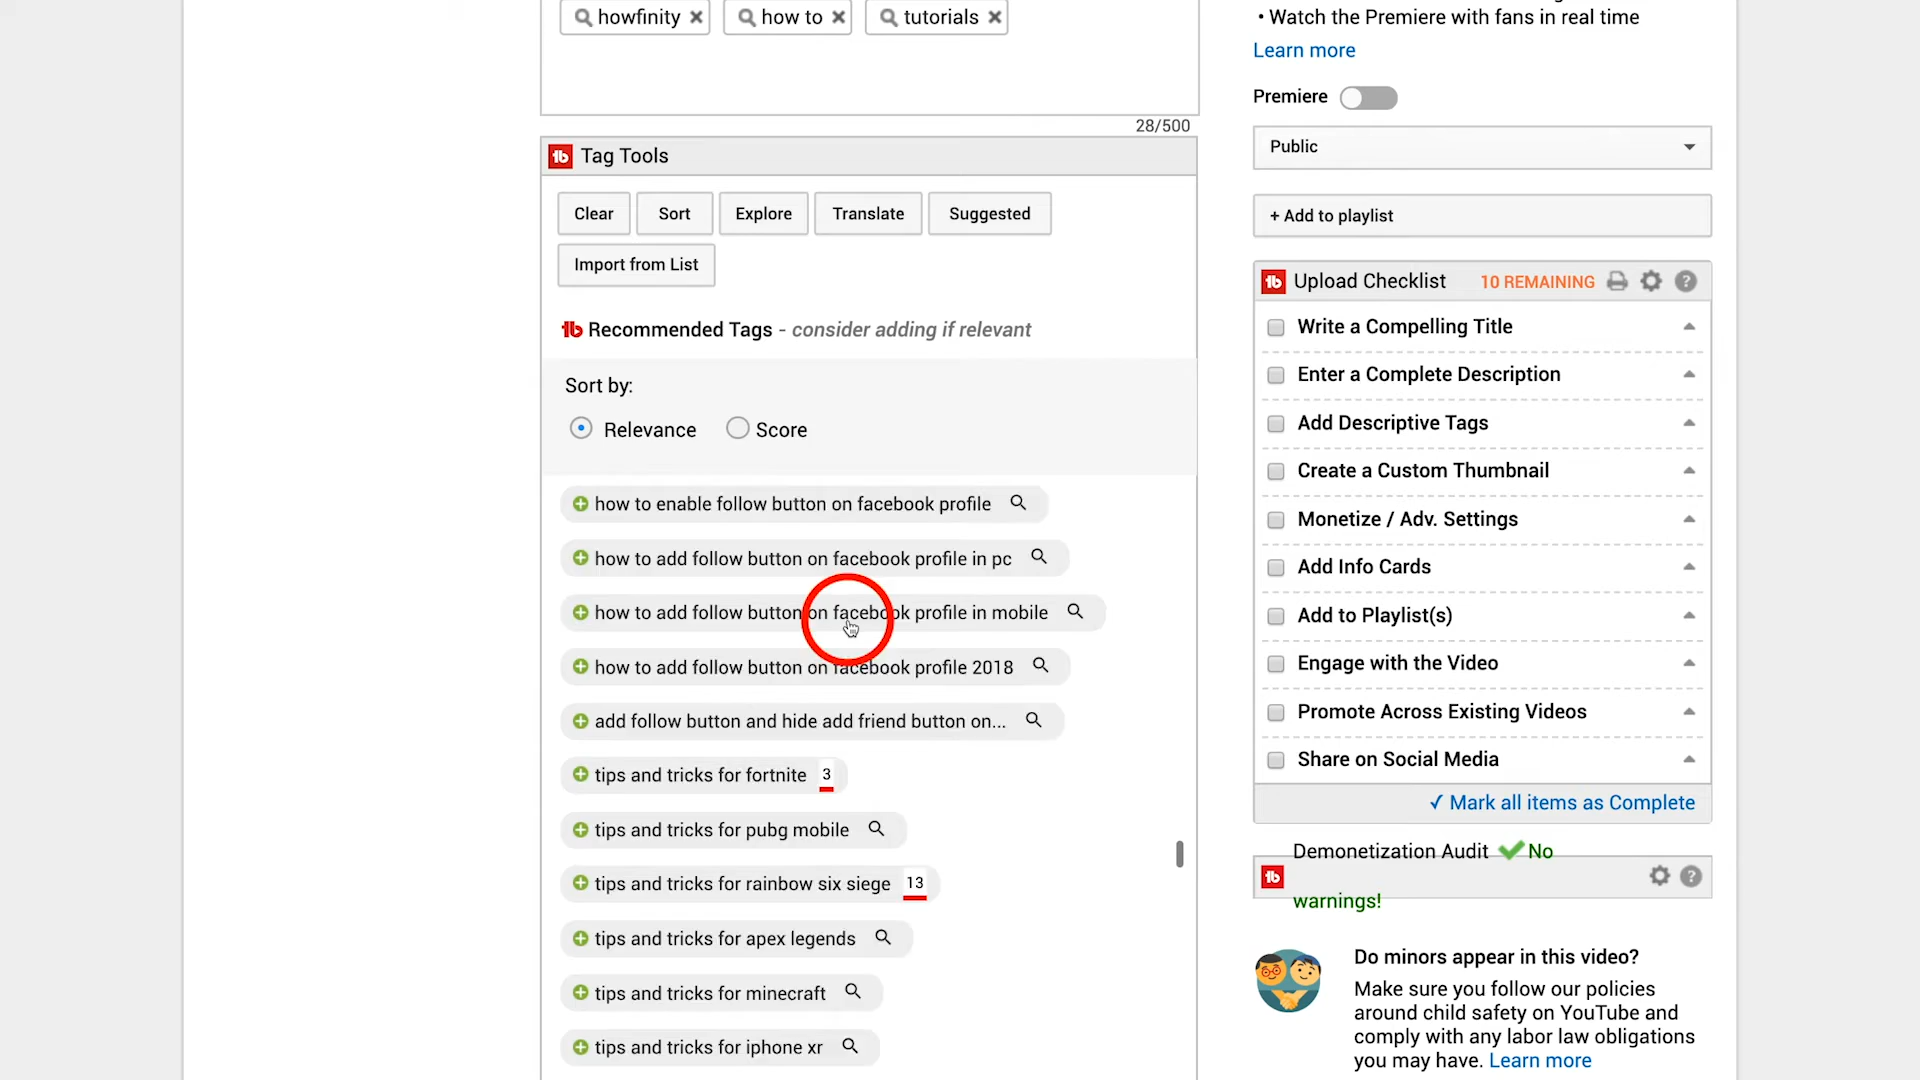 howfinity
how to
tutorials
28/500
Tag Tools
Clear
Sort
Explore
Translate
Suggested
Import from List
Recommended Tags - consider adding if relevant
Sort by:
Relevance
Score
how to enable follow button on facebook profile
how to add follow button on facebook profile in pc
how to add follow button on facebook profile in mobile
how to add follow button on facebook profile 2018
add follow button and hide add friend button on...
tips and tricks for fortnite 3
tips and tricks for pubg mobile
tips and tricks for rainbow six siege 13
tips and tricks for apex legends
tips and tricks for minecraft
tips and tricks for iphone xr
• Watch the Premiere with fans in real time
Learn more
Premiere
Public
+ Add to playlist
Upload Checklist 10 REMAINING
Write a Compelling Title
Enter a Complete Description
Add Descriptive Tags
Create a Custom Thumbnail
Monetize / Adv. Settings
Add Info Cards
Add to Playlist(s)
Engage with the Video
Promote Across Existing Videos
Share on Social Media
✓ Mark all items as Complete
Demonetization Audit No
warnings!
Do minors appear in this video?
Make sure you follow our policies
around child safety on YouTube and
comply with any labor law obligations
you may have. Learn more